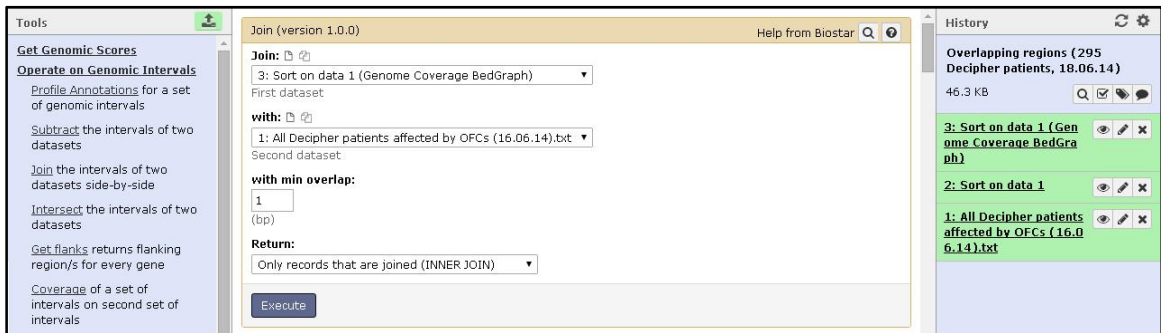 Tools
Get Genomic Scores
Operate on Genomic Intervals
Profile Annotations for a set
of genomic intervals
Subtract the intervals of two
datasets
Join the intervals of two
datasets side-by-side
Intersect the intervals of two
datasets
Get flanks returns flanking
region/s for every gene
Coverage of a set of
intervals on second set of
intervals
Join (version 1.0.0)
Help from Biostar
Join:
3: Sort on data 1 (Genome Coverage BedGraph)
First dataset
with:
1: All Decipher patients affected by OFCs (16.06.14).txt
Second dataset
with min overlap:
1
(bp)
Return:
Only records that are joined (INNER JOIN)
Execute
History
Overlapping regions (295
Decipher patients, 18.06.14)
46.3 KB
3: Sort on data 1 (Gen
ome Coverage BedGra
ph)
2: Sort on data 1
1: All Decipher patients
affected by OFCs (16.0
6.14).txt